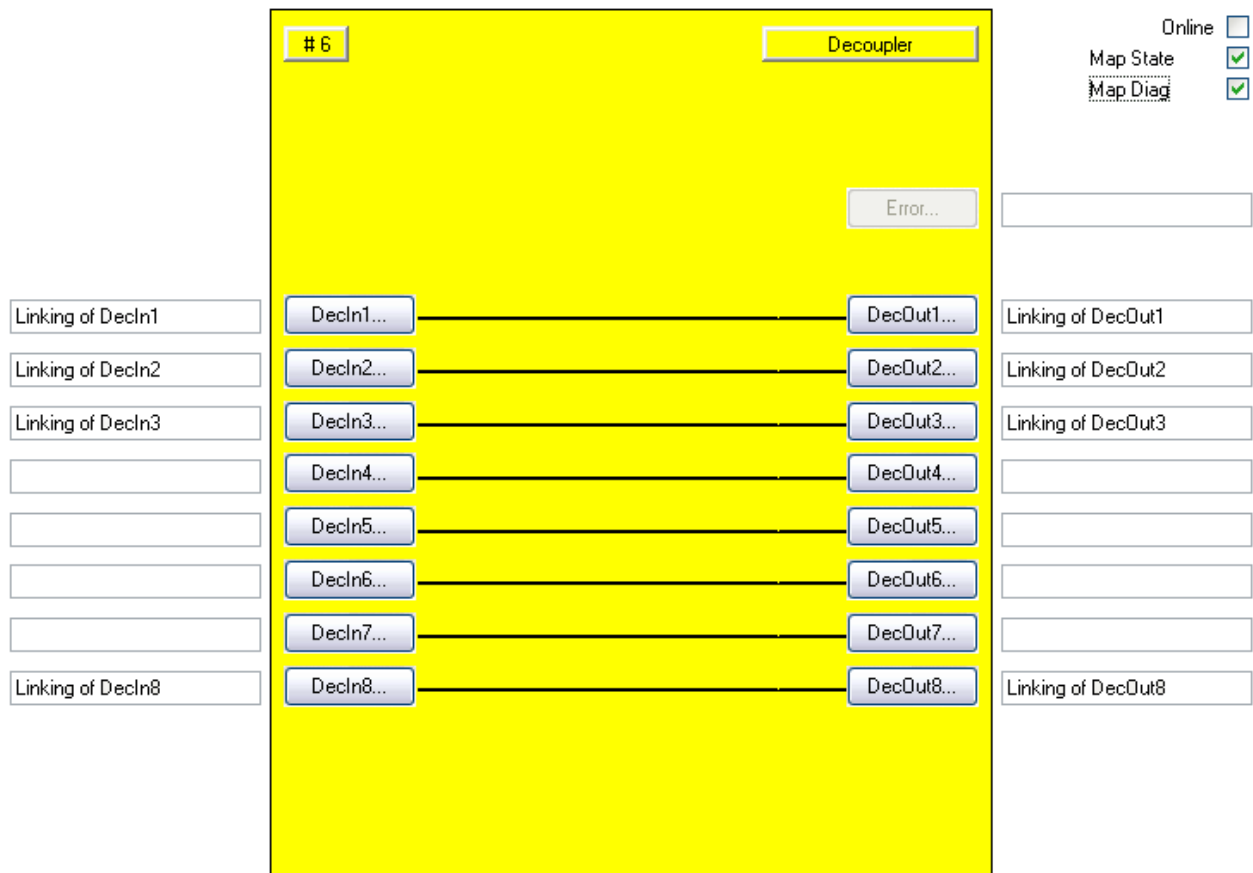 # 6
Decoupler
Online
Map State
Map Diag
Error...
Linking of DecIn1 DecIn1... DecOut1... Linking of DecOut1
Linking of DecIn2 DecIn2... DecOut2... Linking of DecOut2
Linking of DecIn3 DecIn3... DecOut3... Linking of DecOut3
DecIn4... DecOut4...
DecIn5... DecOut5...
DecIn6... DecOut6...
DecIn7... DecOut7...
Linking of DecIn8 DecIn8... DecOut8... Linking of DecOut8